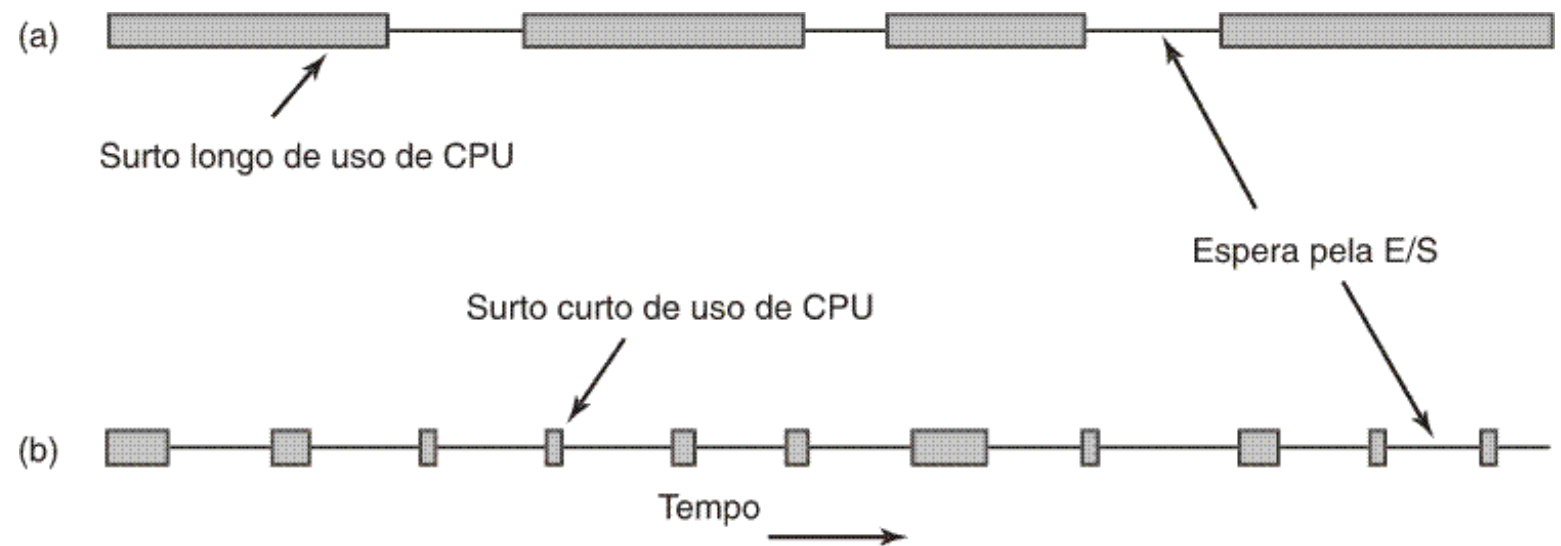 (a)
Surto longo de uso de CPU
Espera pela E/S
Surto curto de uso de CPU
(b)
Tempo